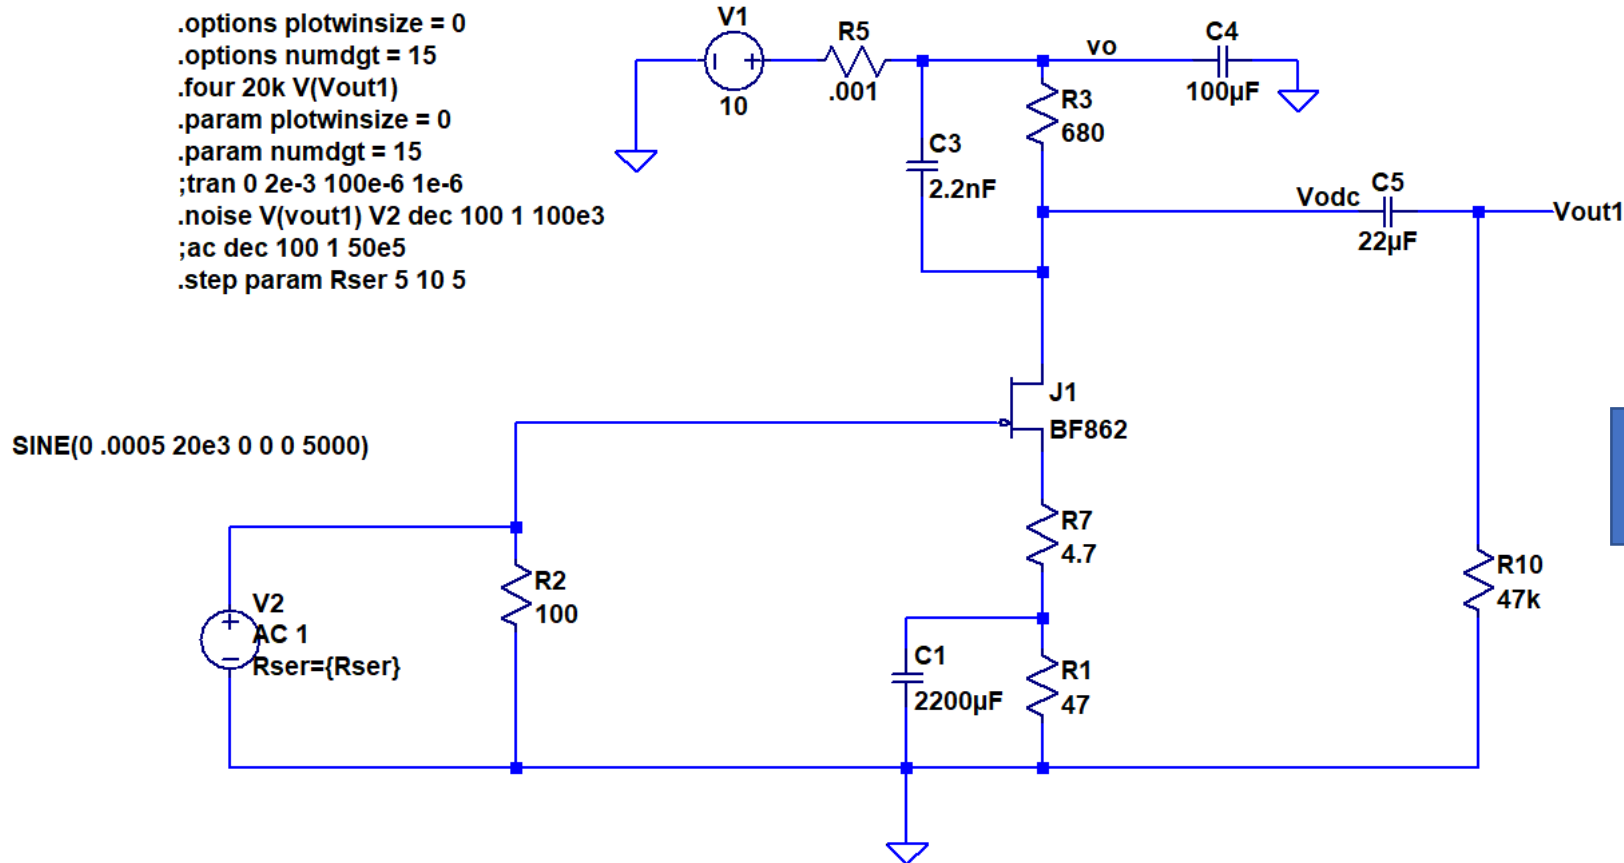 .options plotwinsize = 0
.options numdgt = 15
.four 20k V(Vout1)
.param plotwinsize = 0
.param numdgt = 15
;tran 0 2e-3 100e-6 1e-6
.noise V(vout1) V2 dec 100 1 100e3
;ac dec 100 1 50e5
.step param Rser 5 10 5
V1
10
R5
.001
vo
C4
100µF
R3
680
C3
2.2nF
Vodc
C5
22µF
Vout1
J1
BF862
SINE(0 .0005 20e3 0 0 0 5000)
R7
4.7
R2
100
V2
AC 1
Rser={Rser}
C1
2200µF
R1
47
R10
47k